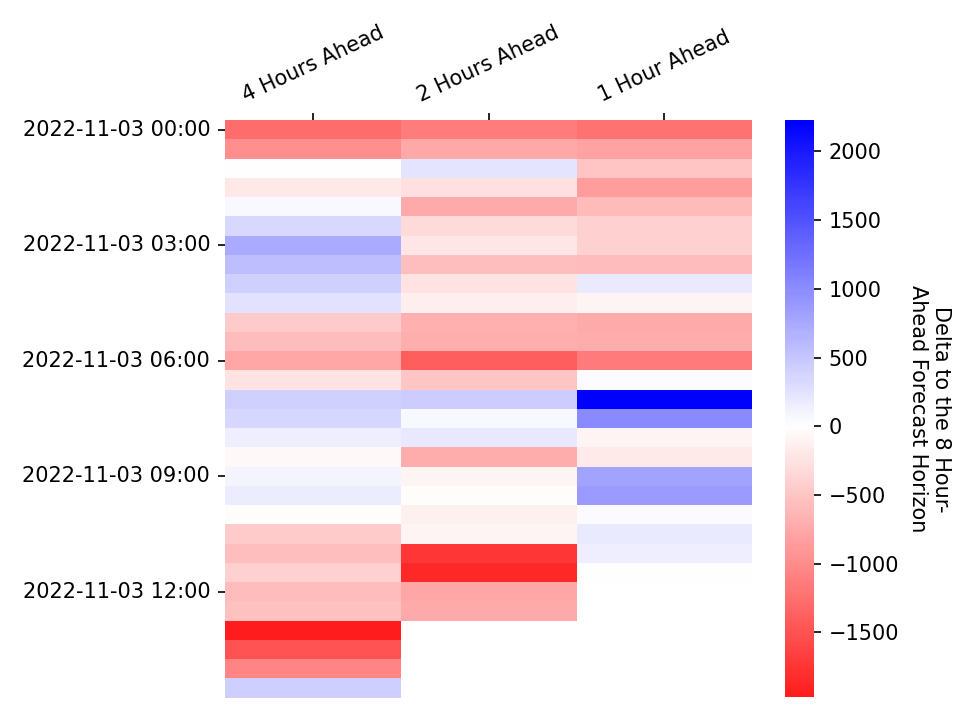 4 Hours Ahead
2 Hours Ahead
1 Hour Ahead
2022-11-03 00:00
2022-11-03 03:00
2022-11-03 06:00
2022-11-03 09:00
2022-11-03 12:00
2000
1500
1000
500
0
−500
−1000
−1500
Delta to the 8 Hour-
Ahead Forecast Horizon